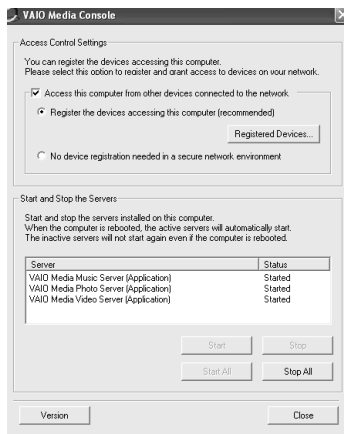 VAIO Media Console
Access Control Settings
You can register the devices accessing this computer.
Please select this option to register and grant access to devices on your network.
Access this computer from other devices connected to the network
Register the devices accessing this computer (recommended)
Registered Devices...
No device registration needed in a secure network environment
Start and Stop the Servers
Start and stop the servers installed on this computer.
When the computer is rebooted, the active servers will automatically start.
The inactive servers will not start again even if the computer is rebooted.
Server Status
VAIO Media Music Server (Application) Started
VAIO Media Photo Server (Application) Started
VAIO Media Video Server (Application) Started
Start Stop
Start All Stop All
Version Close